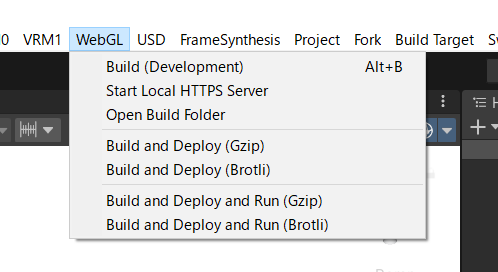 VRM1 WebGL USD FrameSynthesis Project Fork Build Target
Build (Development) Alt+B
Start Local HTTPS Server
Open Build Folder
Build and Deploy (Gzip)
Build and Deploy (Brotli)
Build and Deploy and Run (Gzip)
Build and Deploy and Run (Brotli)